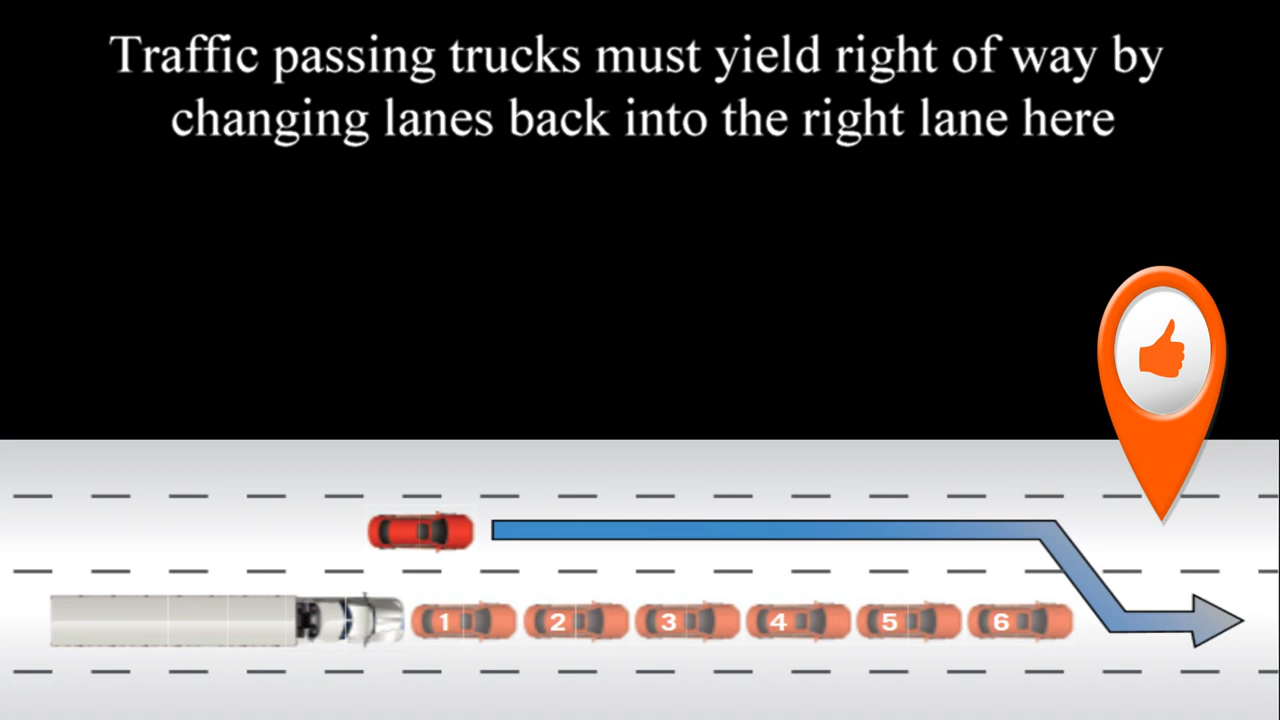 Traffic passing trucks must yield right of way by
changing lanes back into the right lane here
1 2 3 4 5 6